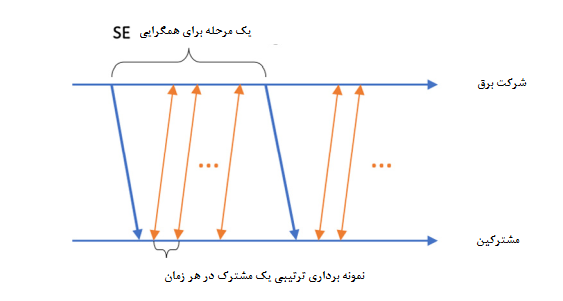 یک مرحله برای همگرایی SE
شرکت برق
...
...
مشترکین
نمونه برداری ترتیبی یک مشترک در هر زمان